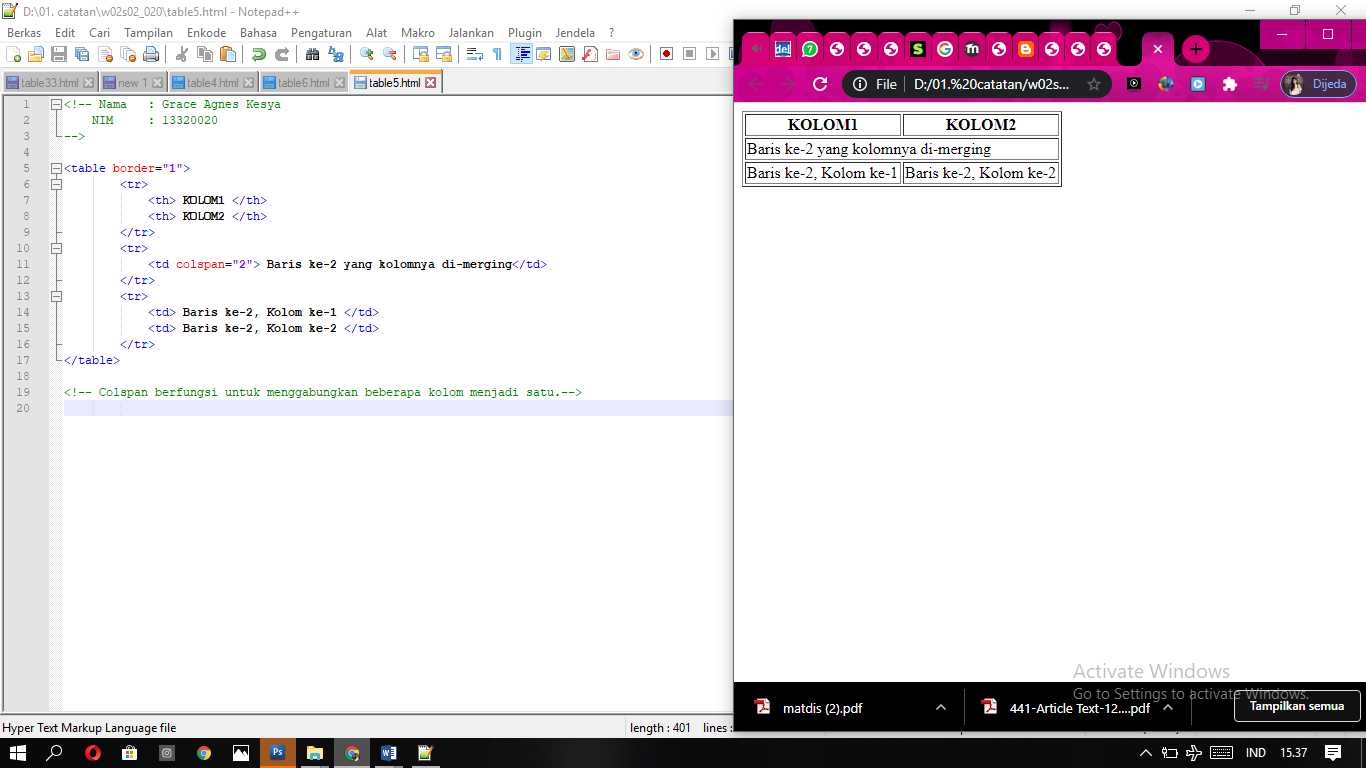 D:\01. catatan\w02s02_020\table5.html - Notepad++
Berkas Edit Cari Tampilan Enkode Bahasa Pengaturan Alat Makro Jalankan Plugin Jendela ?
table33.html new 1 table4.html table6.html table5.html
1 <!-- Nama : Grace Agnes Kesya
2 NIM : 13320020
3 -->
4
5 <table border="1">
6 <tr>
7 <th> KOLOM1 </th>
8 <th> KOLOM2 </th>
9 </tr>
10 <tr>
11 <td colspan="2"> Baris ke-2 yang kolomnya di-merging</td>
12 </tr>
13 <tr>
14 <td> Baris ke-2, Kolom ke-1 </td>
15 <td> Baris ke-2, Kolom ke-2 </td>
16 </tr>
17 </table>
18
19 <!-- Colspan berfungsi untuk menggabungkan beberapa kolom menjadi satu.-->
20
Hyper Text Markup Language file length : 401 lines :
File D:/01.%20catatan/w02s... Dijeda
KOLOM1 KOLOM2
Baris ke-2 yang kolomnya di-merging
Baris ke-2, Kolom ke-1 Baris ke-2, Kolom ke-2
Activate Windows
Go to Settings to activate Windows.
matdis (2).pdf 441-Article Text-12....pdf Tampilkan semua
Ps IND 15.37